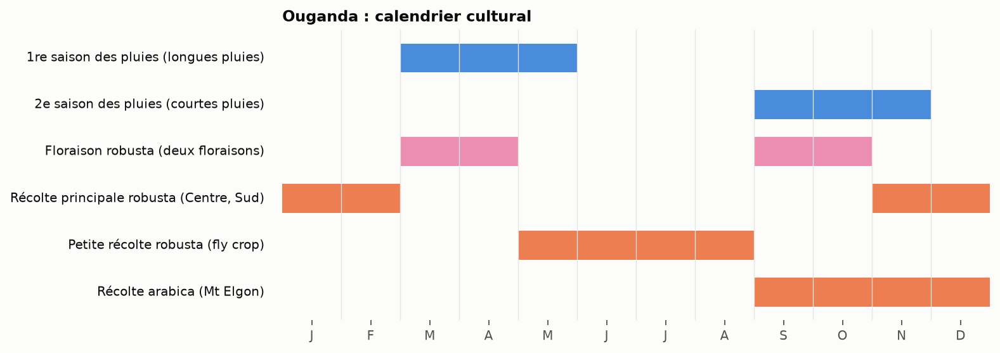 Ouganda : calendrier cultural
1re saison des pluies (longues pluies)
2e saison des pluies (courtes pluies)
Floraison robusta (deux floraisons)
Récolte principale robusta (Centre, Sud)
Petite récolte robusta (fly crop)
Récolte arabica (Mt Elgon)
J F M A M J J A S O N D